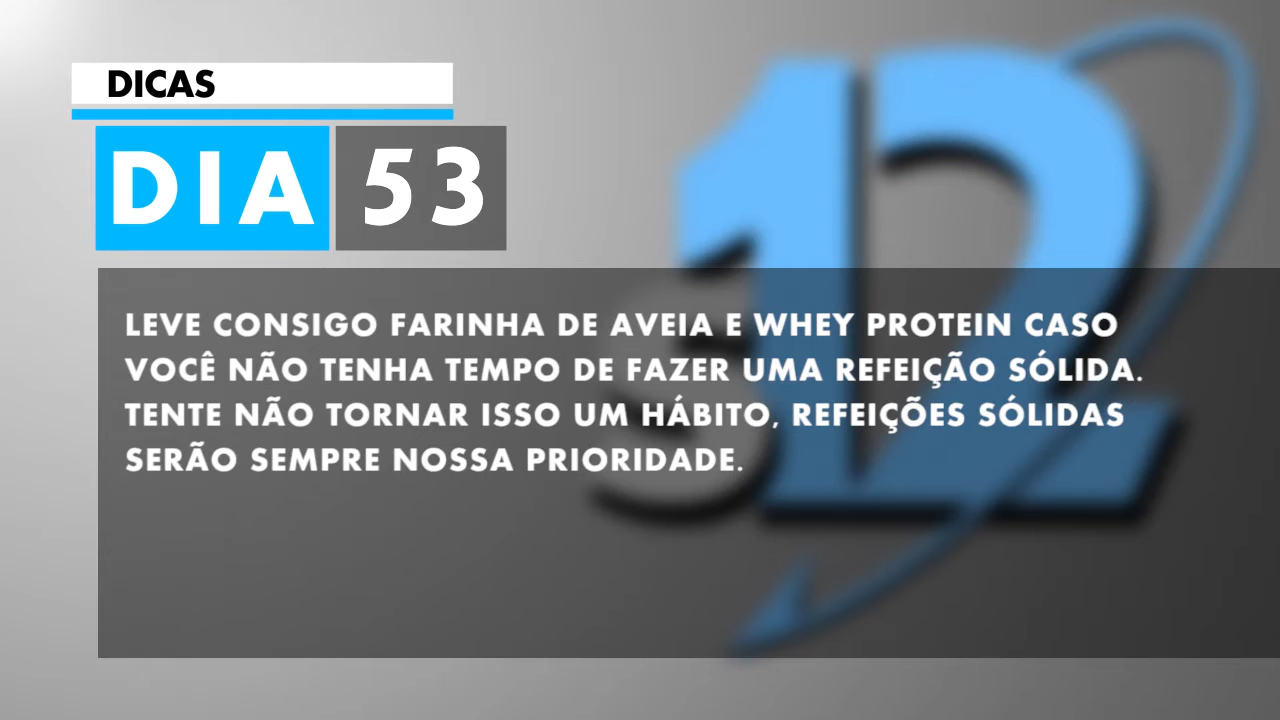 DICAS
DIA 53
LEVE CONSIGO FARINHA DE AVEIA E WHEY PROTEIN CASO
VOCÊ NÃO TENHA TEMPO DE FAZER UMA REFEIÇÃO SÓLIDA.
TENTE NÃO TORNAR ISSO UM HÁBITO, REFEIÇÕES SÓLIDAS
SERÃO SEMPRE NOSSA PRIORIDADE.
12